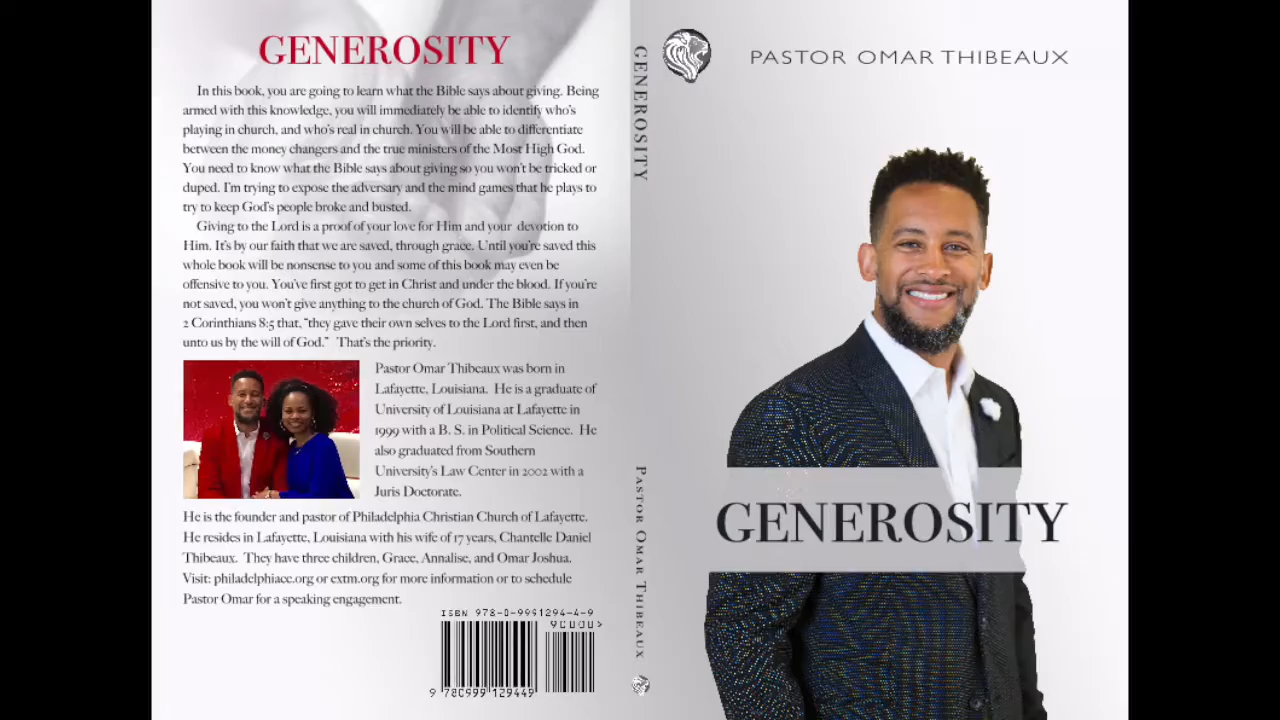 GENEROSITY
In this book, you are going to learn what the Bible says about giving. Being
armed with this knowledge, you will immediately be able to identify who's
playing in church, and who's real in church. You will be able to differentiate
between the money changers and the true ministers of the Most High God.
You need to know what the Bible says about giving so you won't be tricked or
duped. I'm trying to expose the adversary and the mind games that he plays to
try to keep God's people broke and busted.
Giving to the Lord is a proof of your love for Him and your devotion to
Him. It's by our faith that we are saved, through grace. Until you're saved this
whole book will be nonsense to you and some of this book may even be
offensive to you. You've first got to get in Christ and under the blood. If you're
not saved, you won't give anything to the church of God. The Bible says in
2 Corinthians 8:5 that, "they gave their own selves to the Lord first, and then
unto us by the will of God." That's the priority.
Pastor Omar Thibeaux was born in
Lafayette, Louisiana. He is a graduate of
University of Louisiana at Lafayette in
1999 with a B. S. in Political Science. He
also graduated from Southern
University's Law Center in 2002 with a
Juris Doctorate.
He is the founder and pastor of Philadelphia Christian Church of Lafayette.
He resides in Lafayette, Louisiana with his wife of 17 years, Chantelle Daniel
Thibeaux. They have three children, Grace, Annalise, and Omar Joshua.
Visit: philadelphiacc.org or extm.org for more information or to schedule
Pastor Omar for a speaking engagement.
ISBN 978-0-9991294-4-9
90000>
9 780999 129449
GENEROSITY
PASTOR OMAR THIBEAUX
PASTOR OMAR THIBEAUX
GENEROSITY